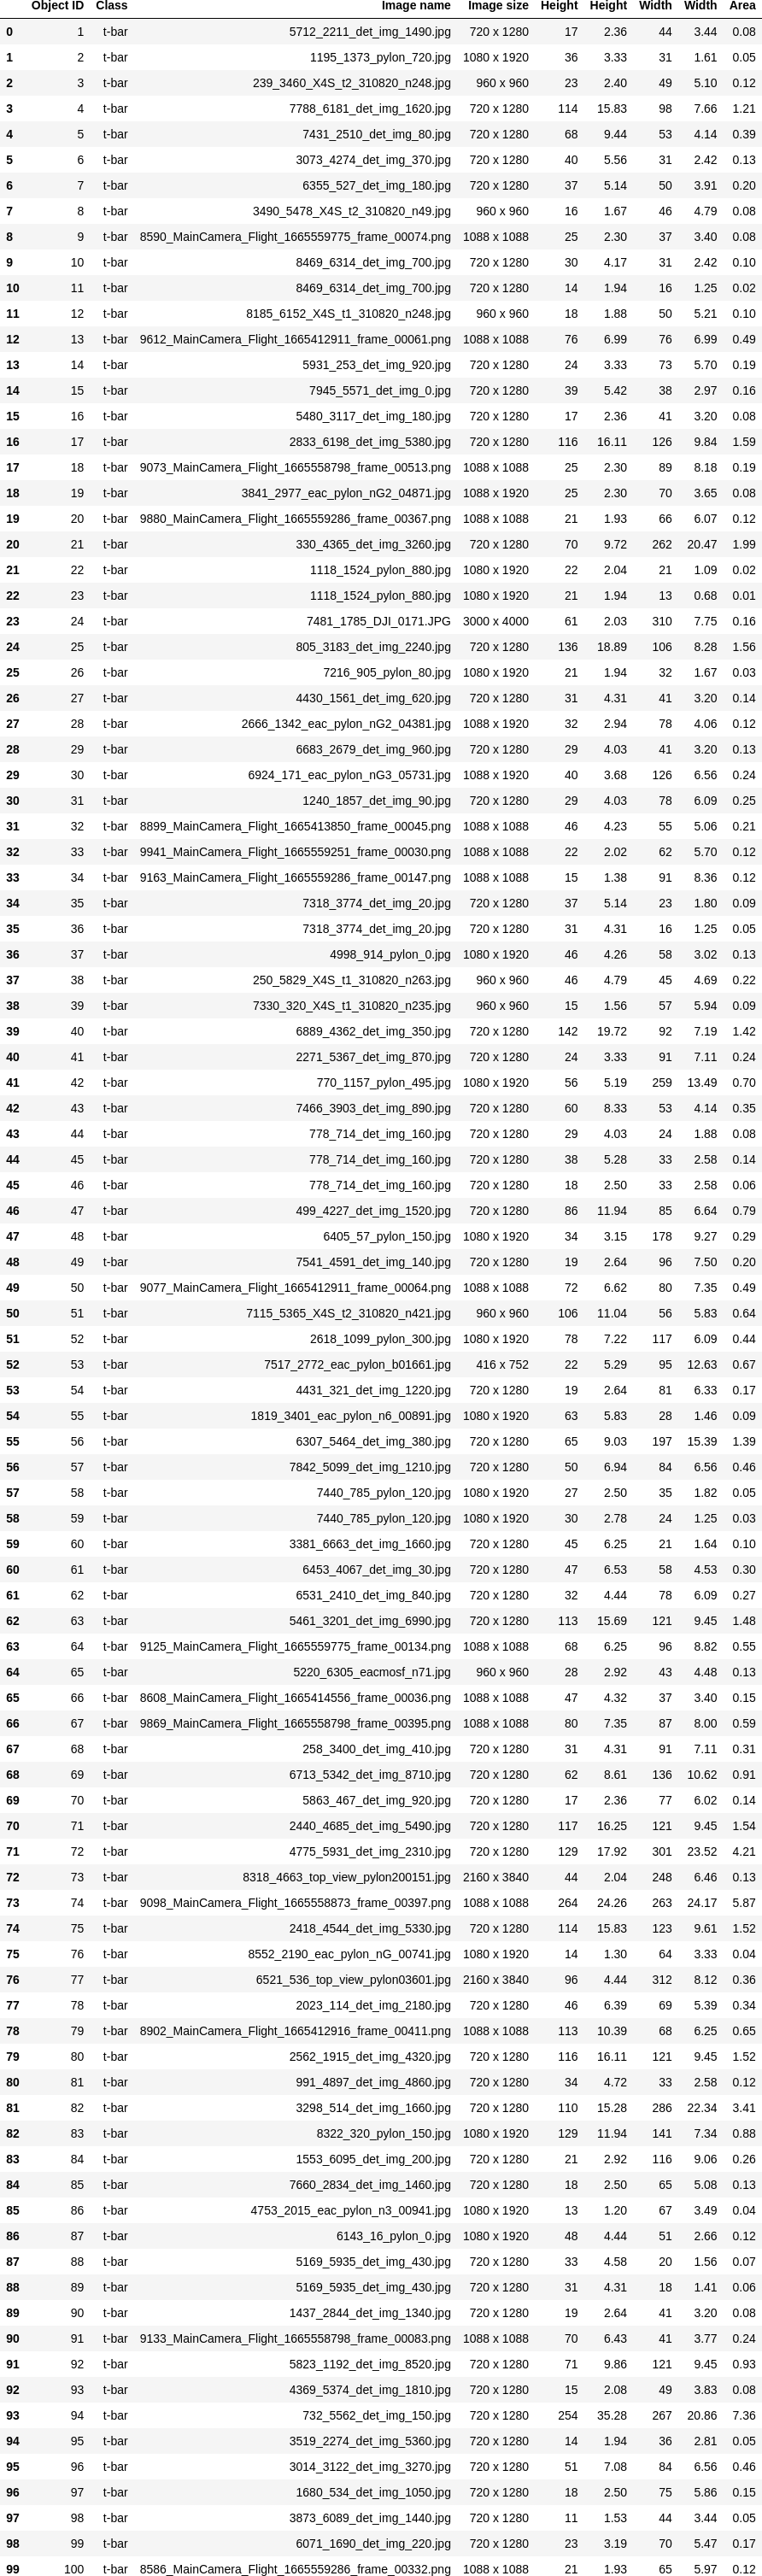 Object ID Class Image name Image size Height Height Width Width Area
0 1 t-bar 5712_2211_det_img_1490.jpg 720 x 1280 17 2.36 44 3.44 0.08
1 2 t-bar 1195_1373_pylon_720.jpg 1080 x 1920 36 3.33 31 1.61 0.05
2 3 t-bar 239_3460_X4S_t2_310820_n248.jpg 960 x 960 23 2.40 49 5.10 0.12
3 4 t-bar 7788_6181_det_img_1620.jpg 720 x 1280 114 15.83 98 7.66 1.21
4 5 t-bar 7431_2510_det_img_80.jpg 720 x 1280 68 9.44 53 4.14 0.39
5 6 t-bar 3073_4274_det_img_370.jpg 720 x 1280 40 5.56 31 2.42 0.13
6 7 t-bar 6355_527_det_img_180.jpg 720 x 1280 37 5.14 50 3.91 0.20
7 8 t-bar 3490_5478_X4S_t2_310820_n49.jpg 960 x 960 16 1.67 46 4.79 0.08
8 9 t-bar 8590_MainCamera_Flight_1665559775_frame_00074.png 1088 x 1088 25 2.30 37 3.40 0.08
9 10 t-bar 8469_6314_det_img_700.jpg 720 x 1280 30 4.17 31 2.42 0.10
10 11 t-bar 8469_6314_det_img_700.jpg 720 x 1280 14 1.94 16 1.25 0.02
11 12 t-bar 8185_6152_X4S_t1_310820_n248.jpg 960 x 960 18 1.88 50 5.21 0.10
12 13 t-bar 9612_MainCamera_Flight_1665412911_frame_00061.png 1088 x 1088 76 6.99 76 6.99 0.49
13 14 t-bar 5931_253_det_img_920.jpg 720 x 1280 24 3.33 73 5.70 0.19
14 15 t-bar 7945_5571_det_img_0.jpg 720 x 1280 39 5.42 38 2.97 0.16
15 16 t-bar 5480_3117_det_img_180.jpg 720 x 1280 17 2.36 41 3.20 0.08
16 17 t-bar 2833_6198_det_img_5380.jpg 720 x 1280 116 16.11 126 9.84 1.59
17 18 t-bar 9073_MainCamera_Flight_1665558798_frame_00513.png 1088 x 1088 25 2.30 89 8.18 0.19
18 19 t-bar 3841_2977_eac_pylon_nG2_04871.jpg 1088 x 1920 25 2.30 70 3.65 0.08
19 20 t-bar 9880_MainCamera_Flight_1665559286_frame_00367.png 1088 x 1088 21 1.93 66 6.07 0.12
20 21 t-bar 330_4365_det_img_3260.jpg 720 x 1280 70 9.72 262 20.47 1.99
21 22 t-bar 1118_1524_pylon_880.jpg 1080 x 1920 22 2.04 21 1.09 0.02
22 23 t-bar 1118_1524_pylon_880.jpg 1080 x 1920 21 1.94 13 0.68 0.01
23 24 t-bar 7481_1785_DJI_0171.JPG 3000 x 4000 61 2.03 310 7.75 0.16
24 25 t-bar 805_3183_det_img_2240.jpg 720 x 1280 136 18.89 106 8.28 1.56
25 26 t-bar 7216_905_pylon_80.jpg 1080 x 1920 21 1.94 32 1.67 0.03
26 27 t-bar 4430_1561_det_img_620.jpg 720 x 1280 31 4.31 41 3.20 0.14
27 28 t-bar 2666_1342_eac_pylon_nG2_04381.jpg 1088 x 1920 32 2.94 78 4.06 0.12
28 29 t-bar 6683_2679_det_img_960.jpg 720 x 1280 29 4.03 41 3.20 0.13
29 30 t-bar 6924_171_eac_pylon_nG3_05731.jpg 1088 x 1920 40 3.68 126 6.56 0.24
30 31 t-bar 1240_1857_det_img_90.jpg 720 x 1280 29 4.03 78 6.09 0.25
31 32 t-bar 8899_MainCamera_Flight_1665413850_frame_00045.png 1088 x 1088 46 4.23 55 5.06 0.21
32 33 t-bar 9941_MainCamera_Flight_1665559251_frame_00030.png 1088 x 1088 22 2.02 62 5.70 0.12
33 34 t-bar 9163_MainCamera_Flight_1665559286_frame_00147.png 1088 x 1088 15 1.38 91 8.36 0.12
34 35 t-bar 7318_3774_det_img_20.jpg 720 x 1280 37 5.14 23 1.80 0.09
35 36 t-bar 7318_3774_det_img_20.jpg 720 x 1280 31 4.31 16 1.25 0.05
36 37 t-bar 4998_914_pylon_0.jpg 1080 x 1920 46 4.26 58 3.02 0.13
37 38 t-bar 250_5829_X4S_t1_310820_n263.jpg 960 x 960 46 4.79 45 4.69 0.22
38 39 t-bar 7330_320_X4S_t1_310820_n235.jpg 960 x 960 15 1.56 57 5.94 0.09
39 40 t-bar 6889_4362_det_img_350.jpg 720 x 1280 142 19.72 92 7.19 1.42
40 41 t-bar 2271_5367_det_img_870.jpg 720 x 1280 24 3.33 91 7.11 0.24
41 42 t-bar 770_1157_pylon_495.jpg 1080 x 1920 56 5.19 259 13.49 0.70
42 43 t-bar 7466_3903_det_img_890.jpg 720 x 1280 60 8.33 53 4.14 0.35
43 44 t-bar 778_714_det_img_160.jpg 720 x 1280 29 4.03 24 1.88 0.08
44 45 t-bar 778_714_det_img_160.jpg 720 x 1280 38 5.28 33 2.58 0.14
45 46 t-bar 778_714_det_img_160.jpg 720 x 1280 18 2.50 33 2.58 0.06
46 47 t-bar 499_4227_det_img_1520.jpg 720 x 1280 86 11.94 85 6.64 0.79
47 48 t-bar 6405_57_pylon_150.jpg 1080 x 1920 34 3.15 178 9.27 0.29
48 49 t-bar 7541_4591_det_img_140.jpg 720 x 1280 19 2.64 96 7.50 0.20
49 50 t-bar 9077_MainCamera_Flight_1665412911_frame_00064.png 1088 x 1088 72 6.62 80 7.35 0.49
50 51 t-bar 7115_5365_X4S_t2_310820_n421.jpg 960 x 960 106 11.04 56 5.83 0.64
51 52 t-bar 2618_1099_pylon_300.jpg 1080 x 1920 78 7.22 117 6.09 0.44
52 53 t-bar 7517_2772_eac_pylon_b01661.jpg 416 x 752 22 5.29 95 12.63 0.67
53 54 t-bar 4431_321_det_img_1220.jpg 720 x 1280 19 2.64 81 6.33 0.17
54 55 t-bar 1819_3401_eac_pylon_n6_00891.jpg 1080 x 1920 63 5.83 28 1.46 0.09
55 56 t-bar 6307_5464_det_img_380.jpg 720 x 1280 65 9.03 197 15.39 1.39
56 57 t-bar 7842_5099_det_img_1210.jpg 720 x 1280 50 6.94 84 6.56 0.46
57 58 t-bar 7440_785_pylon_120.jpg 1080 x 1920 27 2.50 35 1.82 0.05
58 59 t-bar 7440_785_pylon_120.jpg 1080 x 1920 30 2.78 24 1.25 0.03
59 60 t-bar 3381_6663_det_img_1660.jpg 720 x 1280 45 6.25 21 1.64 0.10
60 61 t-bar 6453_4067_det_img_30.jpg 720 x 1280 47 6.53 58 4.53 0.30
61 62 t-bar 6531_2410_det_img_840.jpg 720 x 1280 32 4.44 78 6.09 0.27
62 63 t-bar 5461_3201_det_img_6990.jpg 720 x 1280 113 15.69 121 9.45 1.48
63 64 t-bar 9125_MainCamera_Flight_1665559775_frame_00134.png 1088 x 1088 68 6.25 96 8.82 0.55
64 65 t-bar 5220_6305_eacmosf_n71.jpg 960 x 960 28 2.92 43 4.48 0.13
65 66 t-bar 8608_MainCamera_Flight_1665414556_frame_00036.png 1088 x 1088 47 4.32 37 3.40 0.15
66 67 t-bar 9869_MainCamera_Flight_1665558798_frame_00395.png 1088 x 1088 80 7.35 87 8.00 0.59
67 68 t-bar 258_3400_det_img_410.jpg 720 x 1280 31 4.31 91 7.11 0.31
68 69 t-bar 6713_5342_det_img_8710.jpg 720 x 1280 62 8.61 136 10.62 0.91
69 70 t-bar 5863_467_det_img_920.jpg 720 x 1280 17 2.36 77 6.02 0.14
70 71 t-bar 2440_4685_det_img_5490.jpg 720 x 1280 117 16.25 121 9.45 1.54
71 72 t-bar 4775_5931_det_img_2310.jpg 720 x 1280 129 17.92 301 23.52 4.21
72 73 t-bar 8318_4663_top_view_pylon200151.jpg 2160 x 3840 44 2.04 248 6.46 0.13
73 74 t-bar 9098_MainCamera_Flight_1665558873_frame_00397.png 1088 x 1088 264 24.26 263 24.17 5.87
74 75 t-bar 2418_4544_det_img_5330.jpg 720 x 1280 114 15.83 123 9.61 1.52
75 76 t-bar 8552_2190_eac_pylon_nG_00741.jpg 1080 x 1920 14 1.30 64 3.33 0.04
76 77 t-bar 6521_536_top_view_pylon03601.jpg 2160 x 3840 96 4.44 312 8.12 0.36
77 78 t-bar 2023_114_det_img_2180.jpg 720 x 1280 46 6.39 69 5.39 0.34
78 79 t-bar 8902_MainCamera_Flight_1665412916_frame_00411.png 1088 x 1088 113 10.39 68 6.25 0.65
79 80 t-bar 2562_1915_det_img_4320.jpg 720 x 1280 116 16.11 121 9.45 1.52
80 81 t-bar 991_4897_det_img_4860.jpg 720 x 1280 34 4.72 33 2.58 0.12
81 82 t-bar 3298_514_det_img_1660.jpg 720 x 1280 110 15.28 286 22.34 3.41
82 83 t-bar 8322_320_pylon_150.jpg 1080 x 1920 129 11.94 141 7.34 0.88
83 84 t-bar 1553_6095_det_img_200.jpg 720 x 1280 21 2.92 116 9.06 0.26
84 85 t-bar 7660_2834_det_img_1460.jpg 720 x 1280 18 2.50 65 5.08 0.13
85 86 t-bar 4753_2015_eac_pylon_n3_00941.jpg 1080 x 1920 13 1.20 67 3.49 0.04
86 87 t-bar 6143_16_pylon_0.jpg 1080 x 1920 48 4.44 51 2.66 0.12
87 88 t-bar 5169_5935_det_img_430.jpg 720 x 1280 33 4.58 20 1.56 0.07
88 89 t-bar 5169_5935_det_img_430.jpg 720 x 1280 31 4.31 18 1.41 0.06
89 90 t-bar 1437_2844_det_img_1340.jpg 720 x 1280 19 2.64 41 3.20 0.08
90 91 t-bar 9133_MainCamera_Flight_1665558798_frame_00083.png 1088 x 1088 70 6.43 41 3.77 0.24
91 92 t-bar 5823_1192_det_img_8520.jpg 720 x 1280 71 9.86 121 9.45 0.93
92 93 t-bar 4369_5374_det_img_1810.jpg 720 x 1280 15 2.08 49 3.83 0.08
93 94 t-bar 732_5562_det_img_150.jpg 720 x 1280 254 35.28 267 20.86 7.36
94 95 t-bar 3519_2274_det_img_5360.jpg 720 x 1280 14 1.94 36 2.81 0.05
95 96 t-bar 3014_3122_det_img_3270.jpg 720 x 1280 51 7.08 84 6.56 0.46
96 97 t-bar 1680_534_det_img_1050.jpg 720 x 1280 18 2.50 75 5.86 0.15
97 98 t-bar 3873_6089_det_img_1440.jpg 720 x 1280 11 1.53 44 3.44 0.05
98 99 t-bar 6071_1690_det_img_220.jpg 720 x 1280 23 3.19 70 5.47 0.17
99 100 t-bar 8586_MainCamera_Flight_1665559286_frame_00332.png 1088 x 1088 21 1.93 65 5.97 0.12